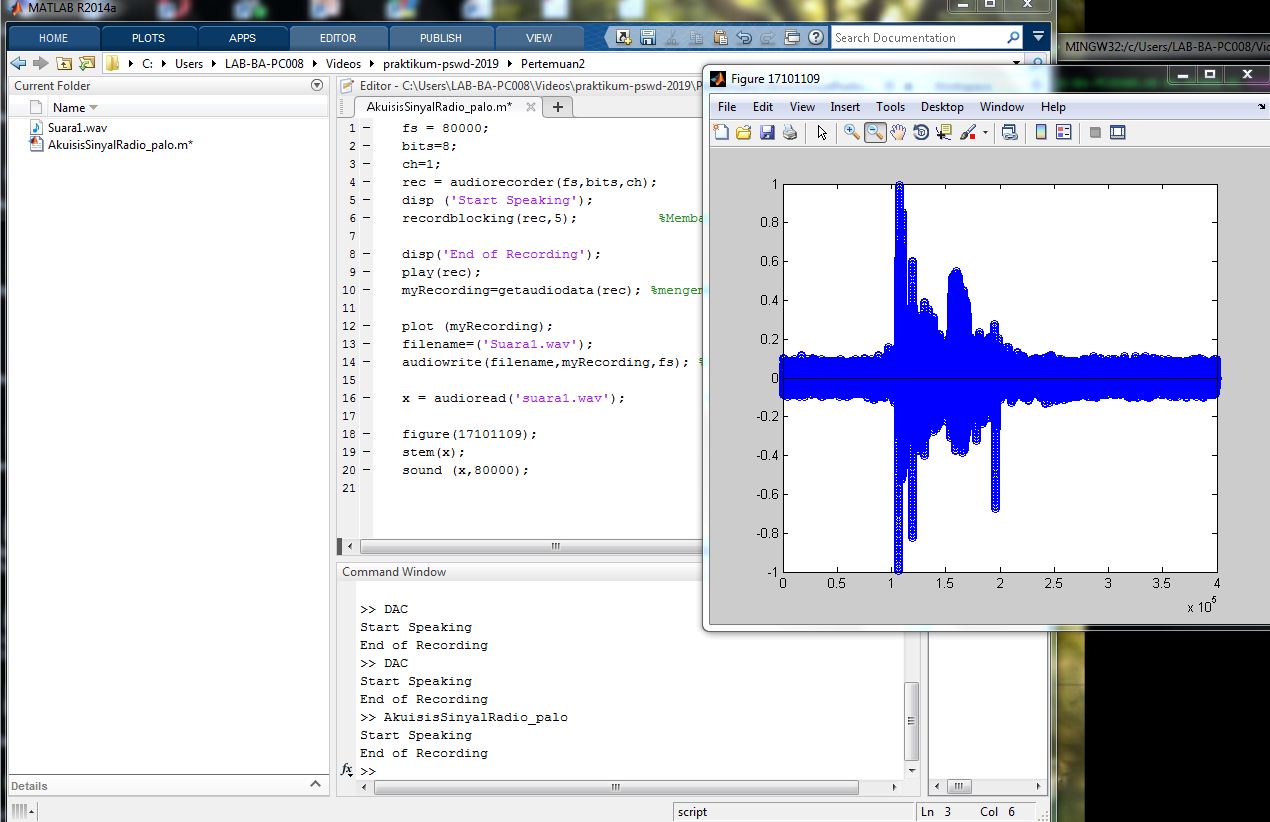 MATLAB R2014a
HOME PLOTS APPS EDITOR PUBLISH VIEW
Search Documentation
C: Users LAB-BA-PC008 Videos praktikum-pswd-2019 Pertemuan2
MINGW32:/c/Users/LAB-BA-PC008/Vid
Current Folder
Name
Suara1.wav
AkuisisSinyalRadio_palo.m*
Details
Editor - C:\Users\LAB-BA-PC008\Videos\praktikum-pswd-2019\P
AkuisisSinyalRadio_palo.m*
1 fs = 80000;
2 bits=8;
3 ch=1;
4 rec = audiorecorder(fs,bits,ch);
5 disp ('Start Speaking');
6 recordblocking(rec,5); %Memba
7
8 disp('End of Recording');
9 play(rec);
10 myRecording=getaudiodata(rec); %mengem
11
12 plot (myRecording);
13 filename=('Suara1.wav');
14 audiowrite(filename,myRecording,fs); %
15
16 x = audioread('suara1.wav');
17
18 figure(17101109);
19 stem(x);
20 sound (x,80000);
21
Command Window
>> DAC
Start Speaking
End of Recording
>> DAC
Start Speaking
End of Recording
>> AkuisisSinyalRadio_palo
Start Speaking
End of Recording
fx >>
script
Ln 3 Col 6
Figure 17101109
File Edit View Insert Tools Desktop Window Help
1
0.8
0.6
0.4
0.2
0
-0.2
-0.4
-0.6
-0.8
-1
0 0.5 1 1.5 2 2.5 3 3.5 4
x 10^5